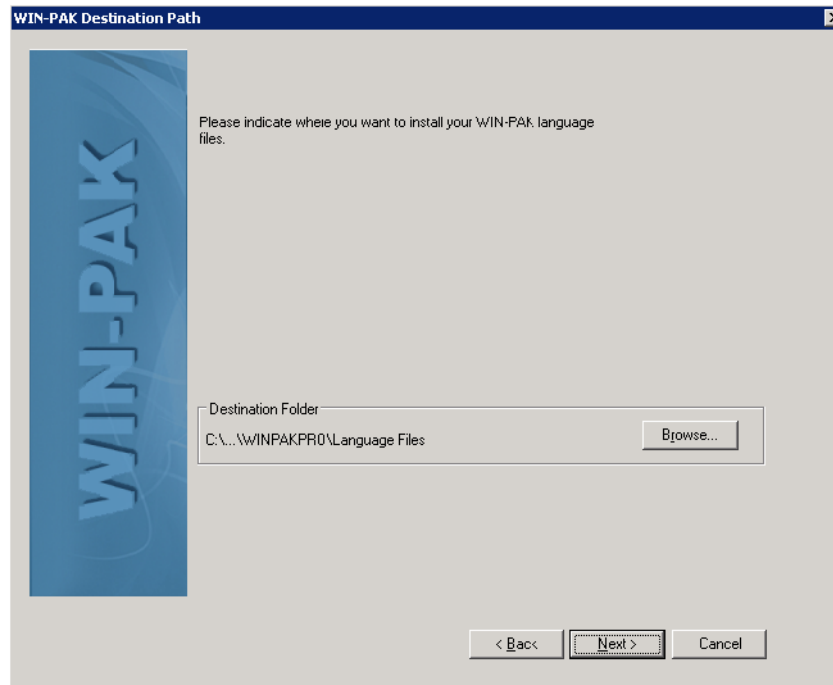 WIN-PAK Destination Path
WIN-PAK
Please indicate where you want to install your WIN-PAK language
files.
Destination Folder
C:\...\WINPAKPRO\Language Files
Browse...
< Back
Next >
Cancel